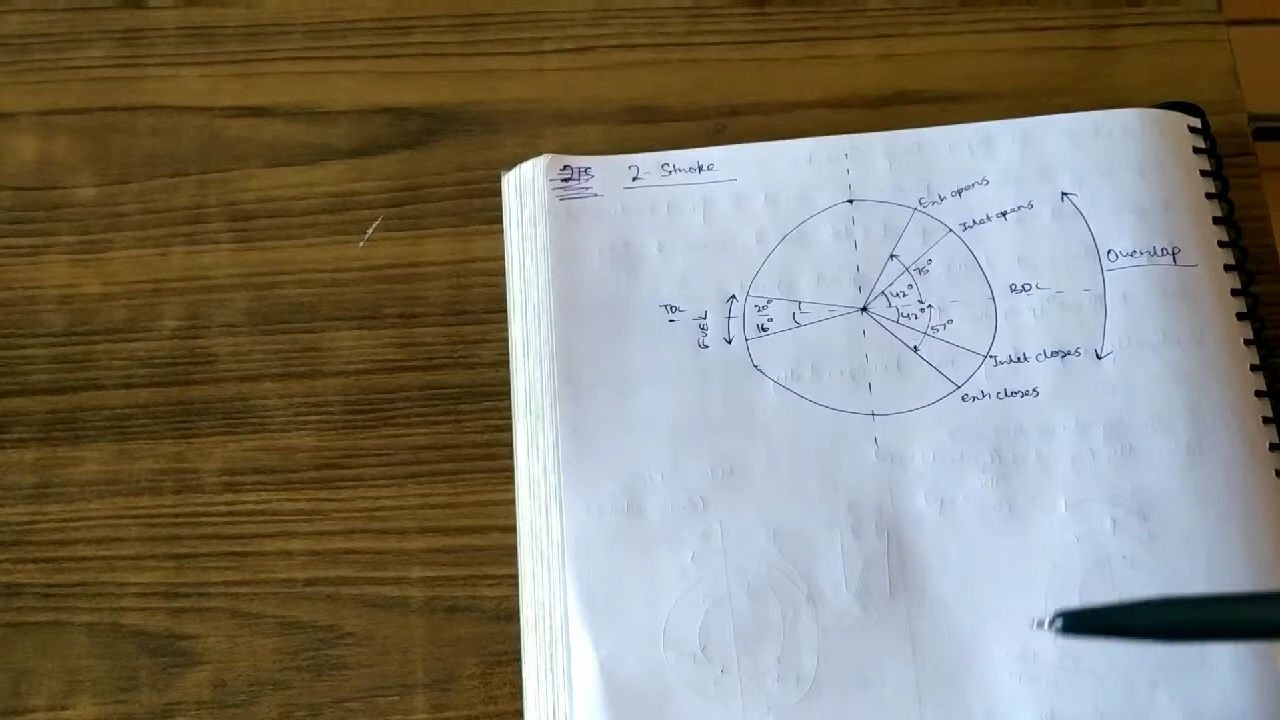 2-Stroke
Exh opens
Inlet opens
Overlap
75°
42°
BDC
TDC
20°
FUEL
16°
42°
57°
Inlet closes
exh closes